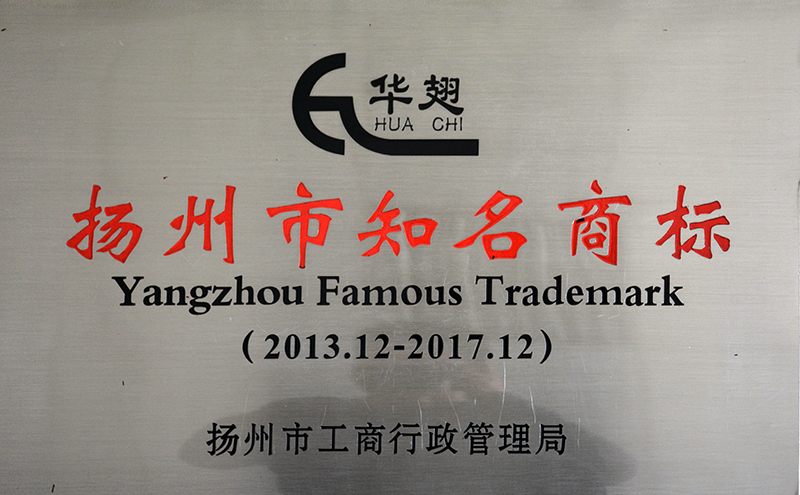 华翅
HUA CHI
扬州市知名商标
Yangzhou Famous Trademark
(2013.12-2017.12)
扬州市工商行政管理局